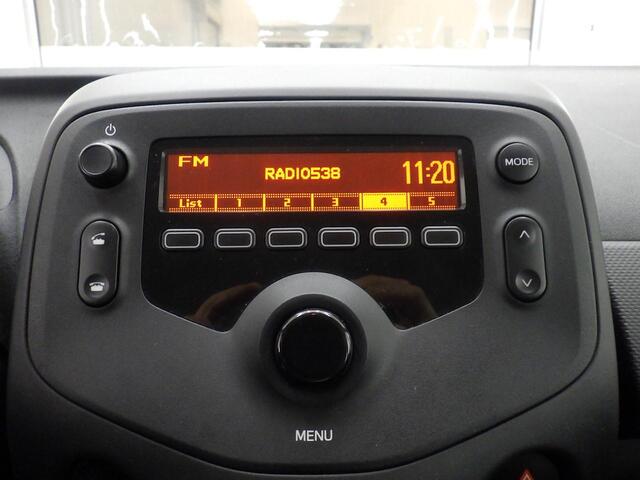 FM
RADIO538
11:20
List 1 2 3 4 5
MODE
MENU